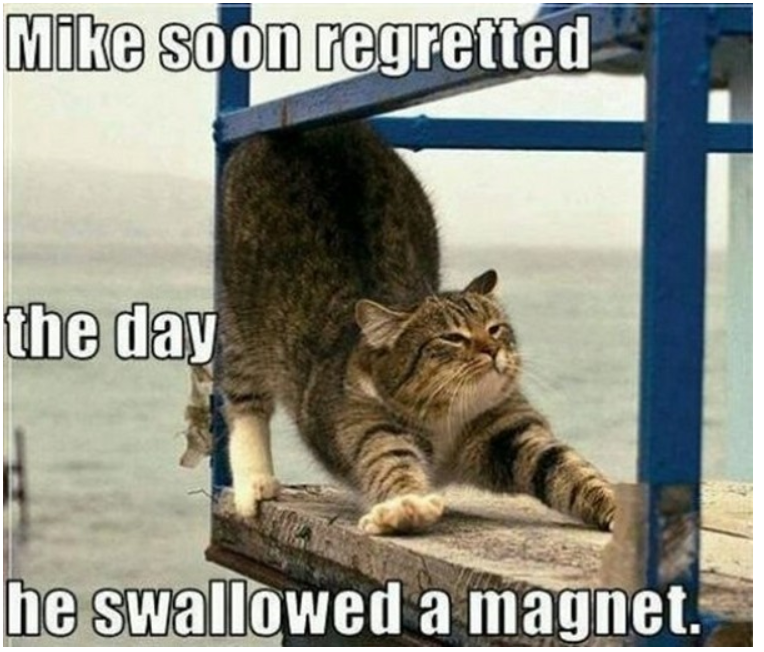 Mike soon regretted
the day
he swallowed a magnet.